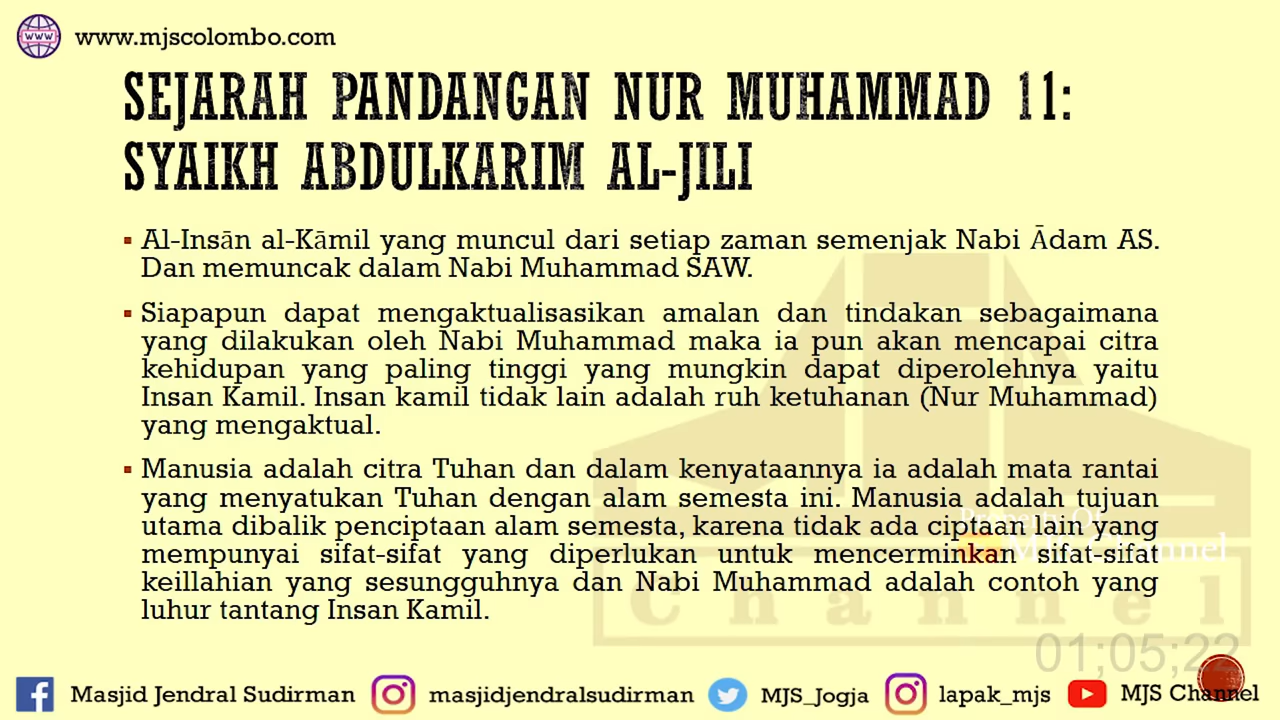 www.mjscolombo.com
SEJARAH PANDANGAN NUR MUHAMMAD 11:
SYAIKH ABDULKARIM AL-JILI
▪ Al-Insān al-Kāmil yang muncul dari setiap zaman semenjak Nabi Ādam AS.
Dan memuncak dalam Nabi Muhammad SAW.
▪ Siapapun dapat mengaktualisasikan amalan dan tindakan sebagaimana
yang dilakukan oleh Nabi Muhammad maka ia pun akan mencapai citra
kehidupan yang paling tinggi yang mungkin dapat diperolehnya yaitu
Insan Kamil. Insan kamil tidak lain adalah ruh ketuhanan (Nur Muhammad)
yang mengaktual.
▪ Manusia adalah citra Tuhan dan dalam kenyataannya ia adalah mata rantai
yang menyatukan Tuhan dengan alam semesta ini. Manusia adalah tujuan
utama dibalik penciptaan alam semesta, karena tidak ada ciptaan lain yang
mempunyai sifat-sifat yang diperlukan untuk mencerminkan sifat-sifat
keillahian yang sesungguhnya dan Nabi Muhammad adalah contoh yang
luhur tantang Insan Kamil.
Property Of
MJS Channel
Channel
01;05;22
Masjid Jendral Sudirman masjidjendralsudirman MJS_Jogja lapak_mjs MJS Channel